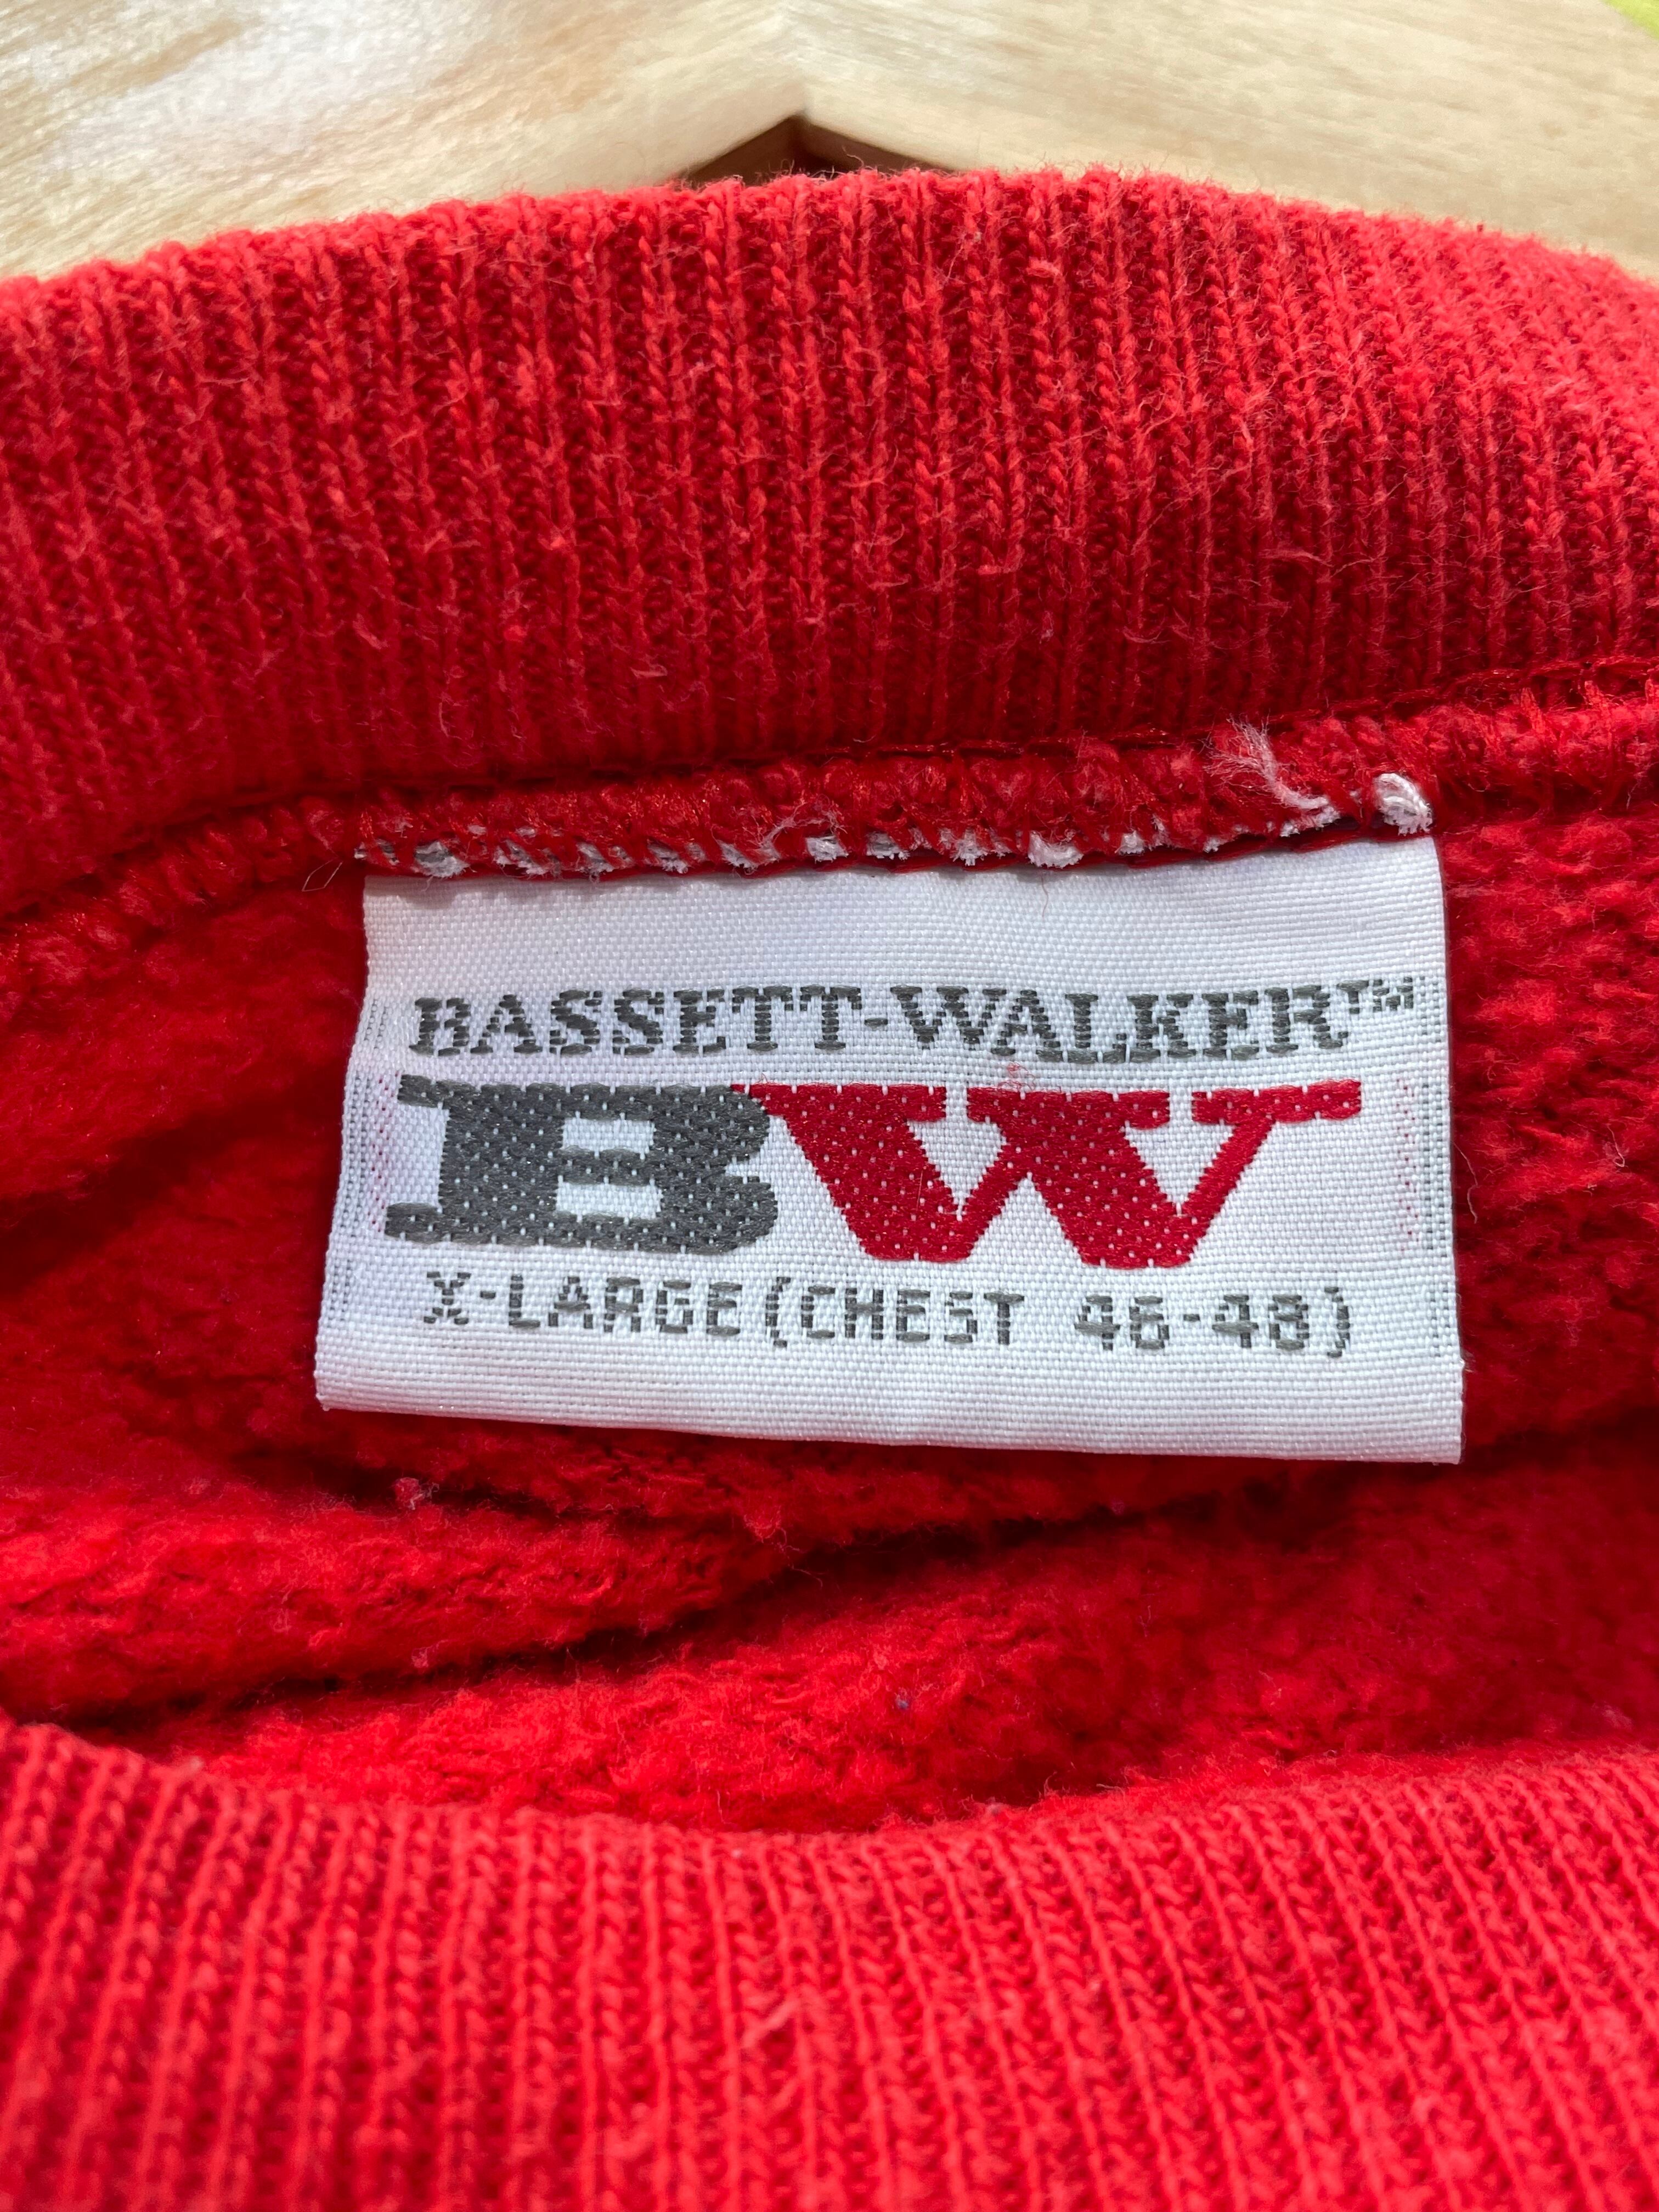 BASSETT-WALKER™
BW
X-LARGE (CHEST 46-48)